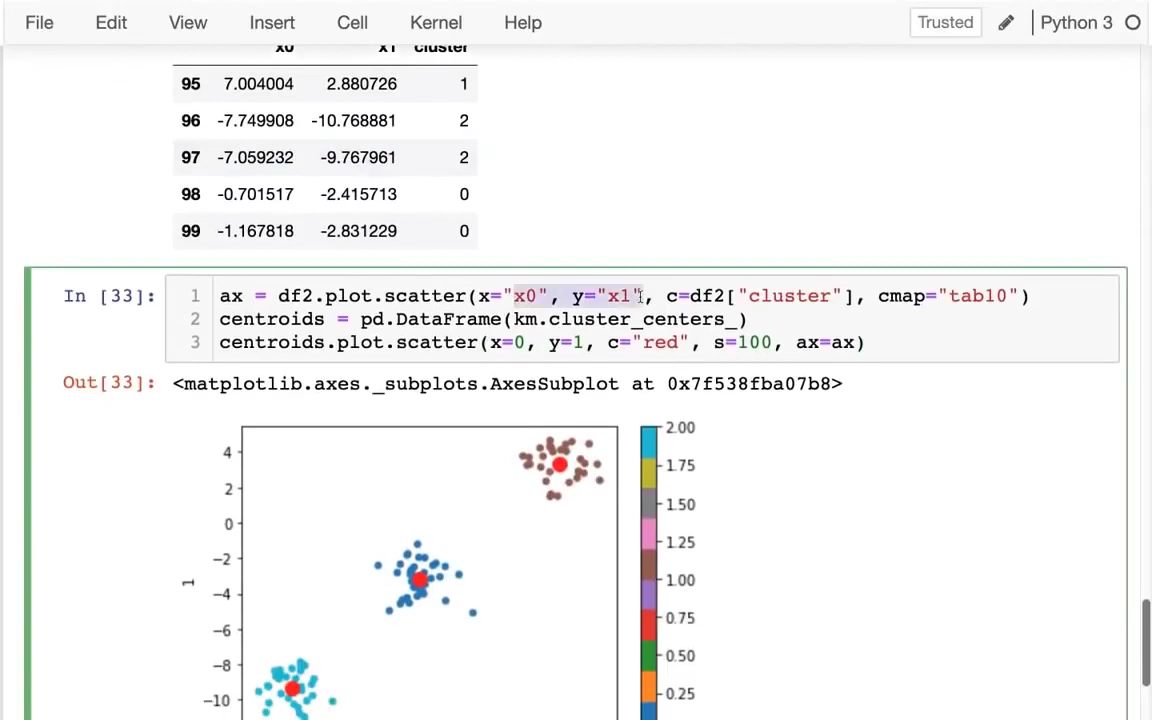 File Edit View Insert Cell Kernel Help Trusted Python 3
x0 x1 cluster
95 7.004004 2.880726 1
96 -7.749908 -10.768881 2
97 -7.059232 -9.767961 2
98 -0.701517 -2.415713 0
99 -1.167818 -2.831229 0
In [33]:
1 ax = df2.plot.scatter(x="x0", y="x1", c=df2["cluster"], cmap="tab10")
2 centroids = pd.DataFrame(km.cluster_centers_)
3 centroids.plot.scatter(x=0, y=1, c="red", s=100, ax=ax)
Out[33]: <matplotlib.axes._subplots.AxesSubplot at 0x7f538fba07b8>
4
2
0
−2
−4
−6
−8
−10
1
2.00
1.75
1.50
1.25
1.00
0.75
0.50
0.25